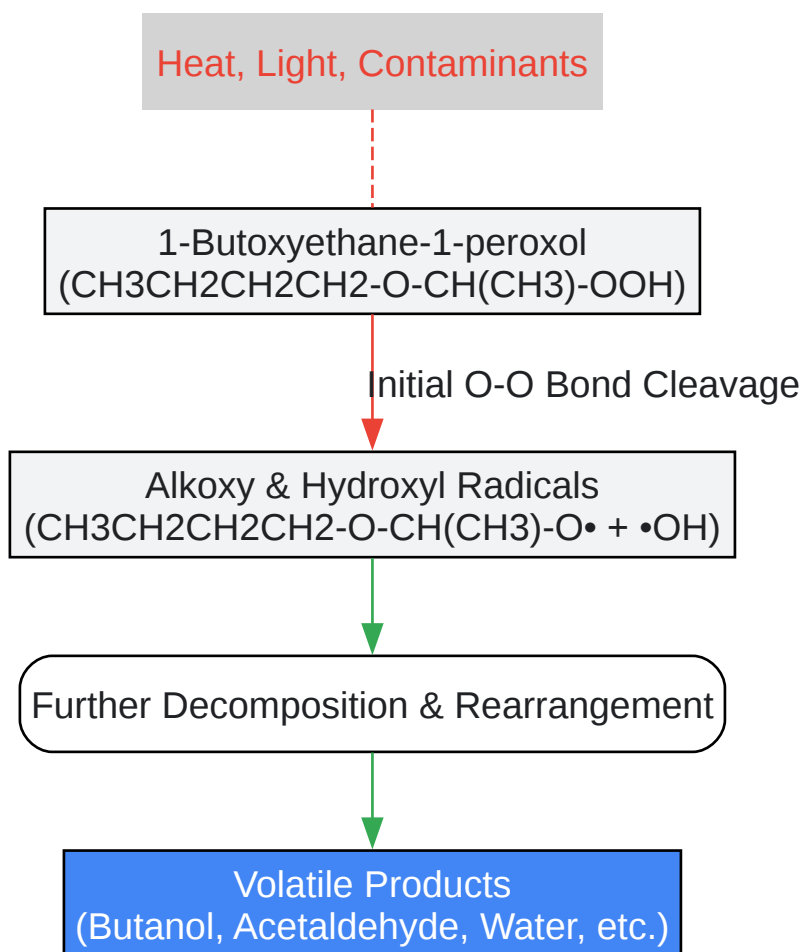 Heat, Light, Contaminants
1-Butoxyethane-1-peroxol
(CH3CH2CH2CH2-O-CH(CH3)-OOH)
Initial O-O Bond Cleavage
Alkoxy & Hydroxyl Radicals
(CH3CH2CH2CH2-O-CH(CH3)-O• + •OH)
Further Decomposition & Rearrangement
Volatile Products
(Butanol, Acetaldehyde, Water, etc.)